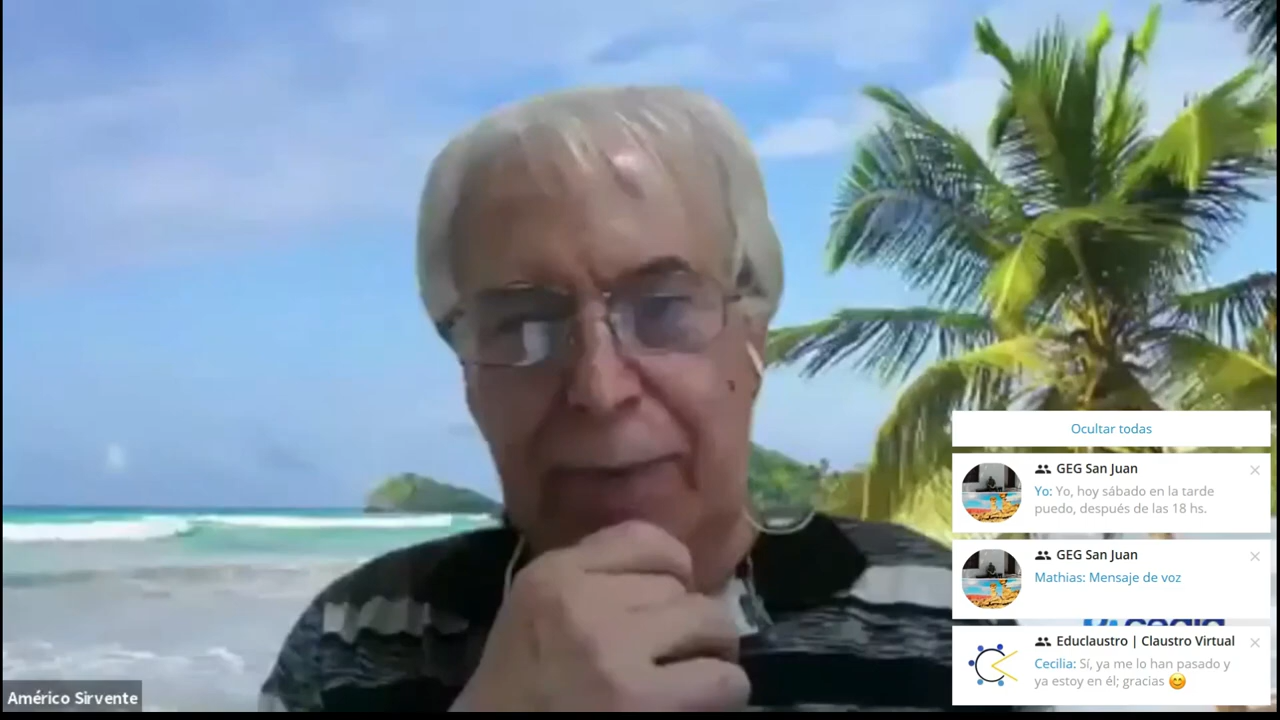 Ocultar todas
GEG San Juan
Yo: Yo, hoy sábado en la tarde
puedo, después de las 18 hs.
GEG San Juan
Mathias: Mensaje de voz
Educlaustro | Claustro Virtual
Cecilia: Sí, ya me lo han pasado y
ya estoy en él; gracias 😊
Américo Sirvente